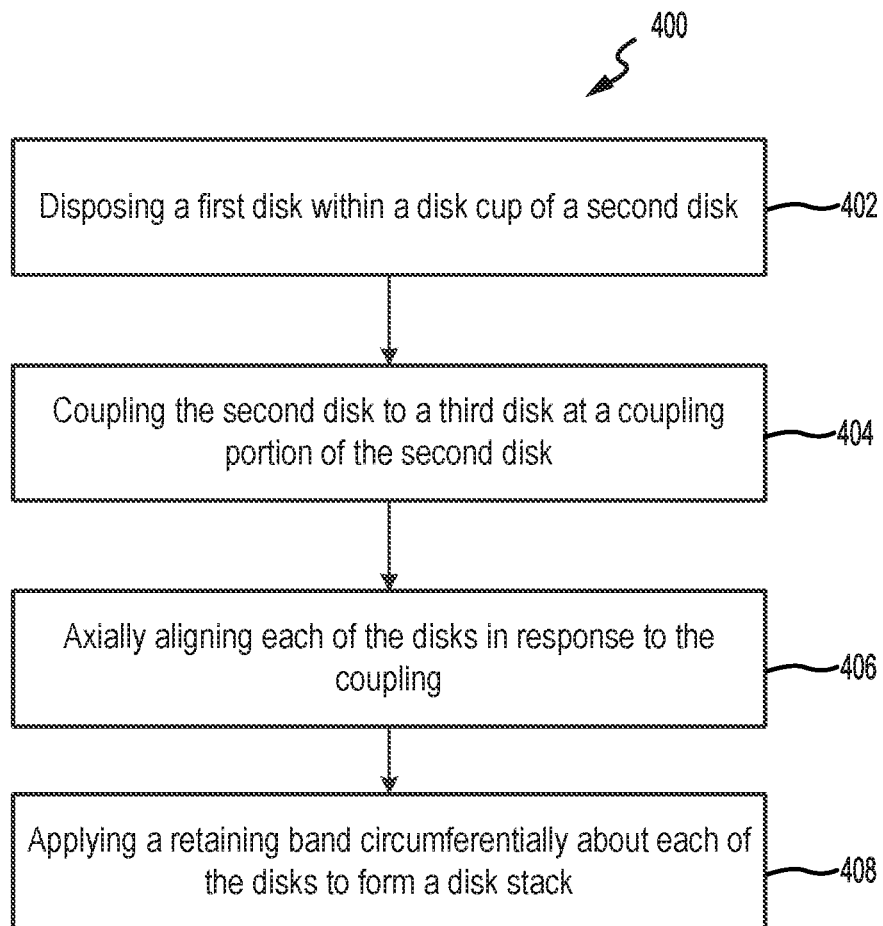 400
Disposing a first disk within a disk cup of a second disk
402
Coupling the second disk to a third disk at a coupling
portion of the second disk
404
Axially aligning each of the disks in response to the
coupling
406
Applying a retaining band circumferentially about each of
the disks to form a disk stack
408